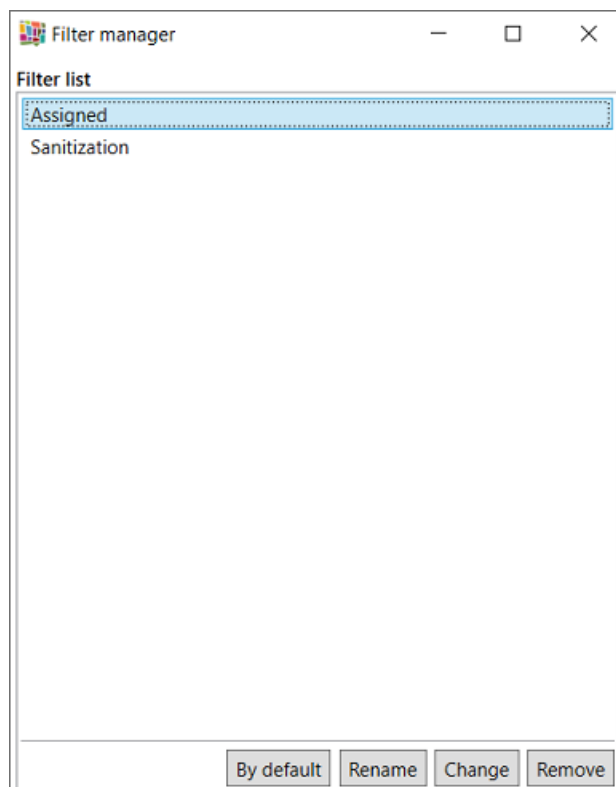 Filter manager
Filter list
Assigned
Sanitization
By default Rename Change Remove